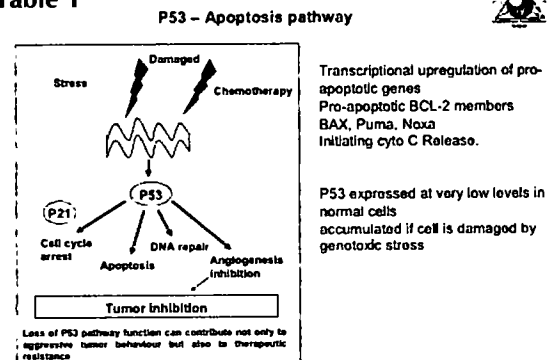 Table 1
P53 – Apoptosis pathway
Damaged
Stress
Chemotherapy
P53
P21
Cell cycle
arrest
Apoptosis
DNA repair
Angiogenesis
inhibition
Tumor inhibition
Loss of P53 pathway function can contribute not only to
aggressive tumor behaviour but also to therapeutic
resistance
Transcriptional upregulation of pro-
apoptotic genes
Pro-apoptotic BCL-2 members
BAX, Puma, Noxa
Initiating cyto C Release.
P53 expressed at very low levels in
normal cells
accumulated if cell is damaged by
genotoxic stress